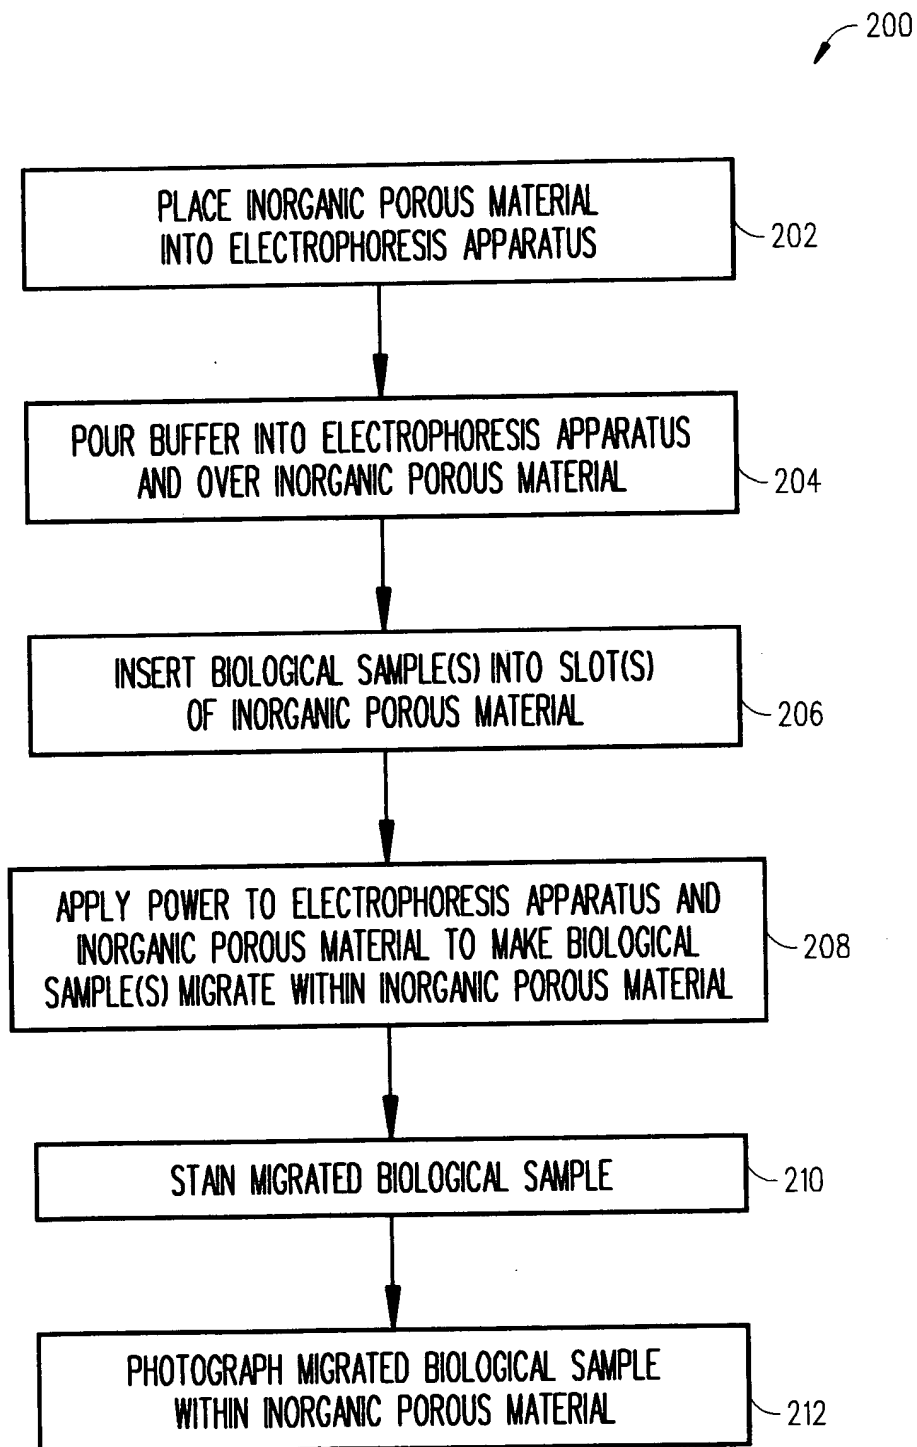 200
PLACE INORGANIC POROUS MATERIAL
INTO ELECTROPHORESIS APPARATUS
202
POUR BUFFER INTO ELECTROPHORESIS APPARATUS
AND OVER INORGANIC POROUS MATERIAL
204
INSERT BIOLOGICAL SAMPLE(S) INTO SLOT(S)
OF INORGANIC POROUS MATERIAL
206
APPLY POWER TO ELECTROPHORESIS APPARATUS AND
INORGANIC POROUS MATERIAL TO MAKE BIOLOGICAL
SAMPLE(S) MIGRATE WITHIN INORGANIC POROUS MATERIAL
208
STAIN MIGRATED BIOLOGICAL SAMPLE
210
PHOTOGRAPH MIGRATED BIOLOGICAL SAMPLE
WITHIN INORGANIC POROUS MATERIAL
212